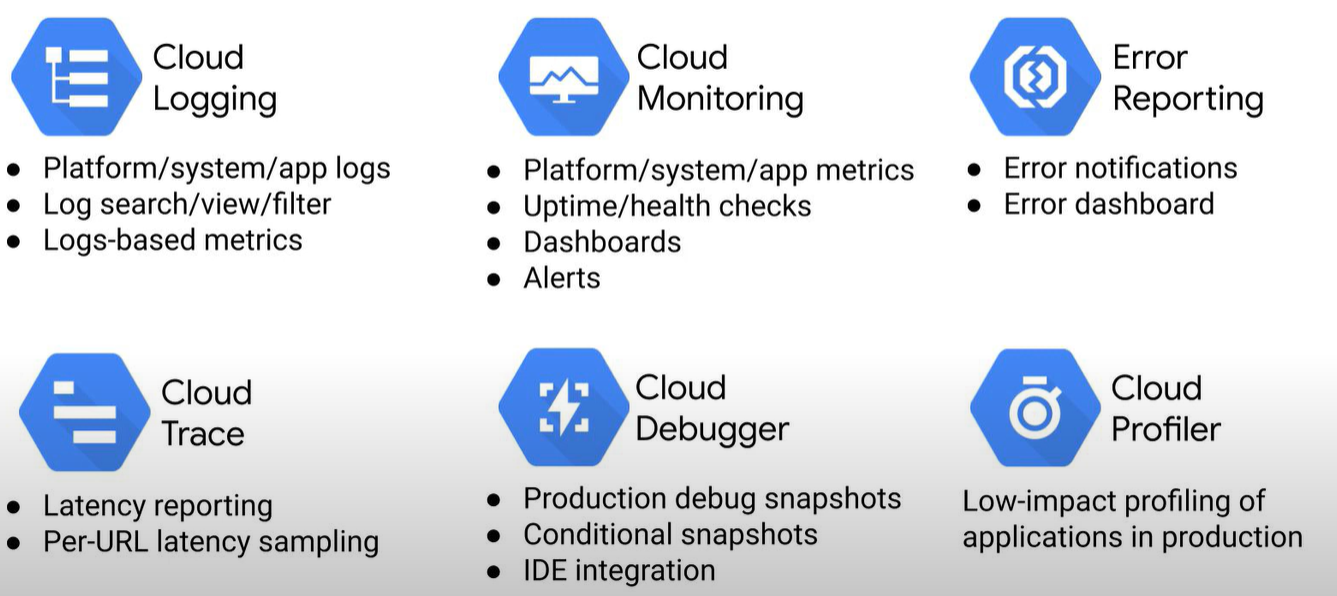 Cloud
Logging
● Platform/system/app logs
● Log search/view/filter
● Logs-based metrics
Cloud
Monitoring
● Platform/system/app metrics
● Uptime/health checks
● Dashboards
● Alerts
Error
Reporting
● Error notifications
● Error dashboard
Cloud
Trace
● Latency reporting
● Per-URL latency sampling
Cloud
Debugger
● Production debug snapshots
● Conditional snapshots
● IDE integration
Cloud
Profiler
Low-impact profiling of
applications in production